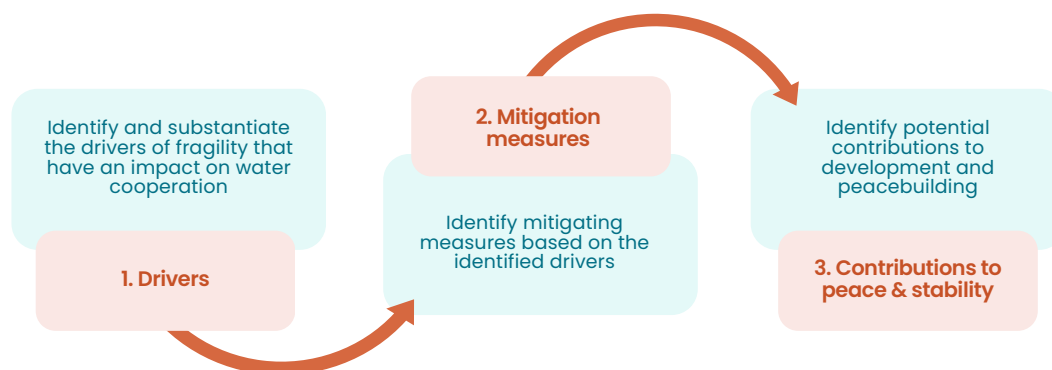 Identify and substantiate
the drivers of fragility that
have an impact on water
cooperation
1. Drivers
2. Mitigation
measures
Identify mitigating
measures based on the
identified drivers
Identify potential
contributions to
development and
peacebuilding
3. Contributions to
peace & stability